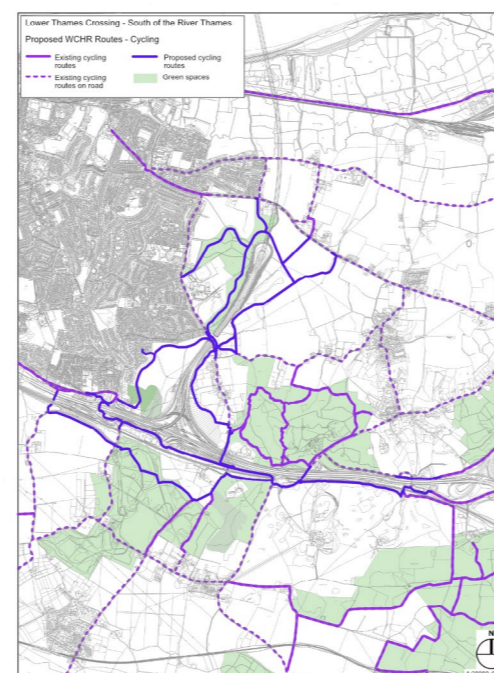 Lower Thames Crossing - South of the River Thames
Proposed WCHR Routes - Cycling
Existing cycling routes
Proposed cycling routes
Existing cycling routes on road
Green spaces
N